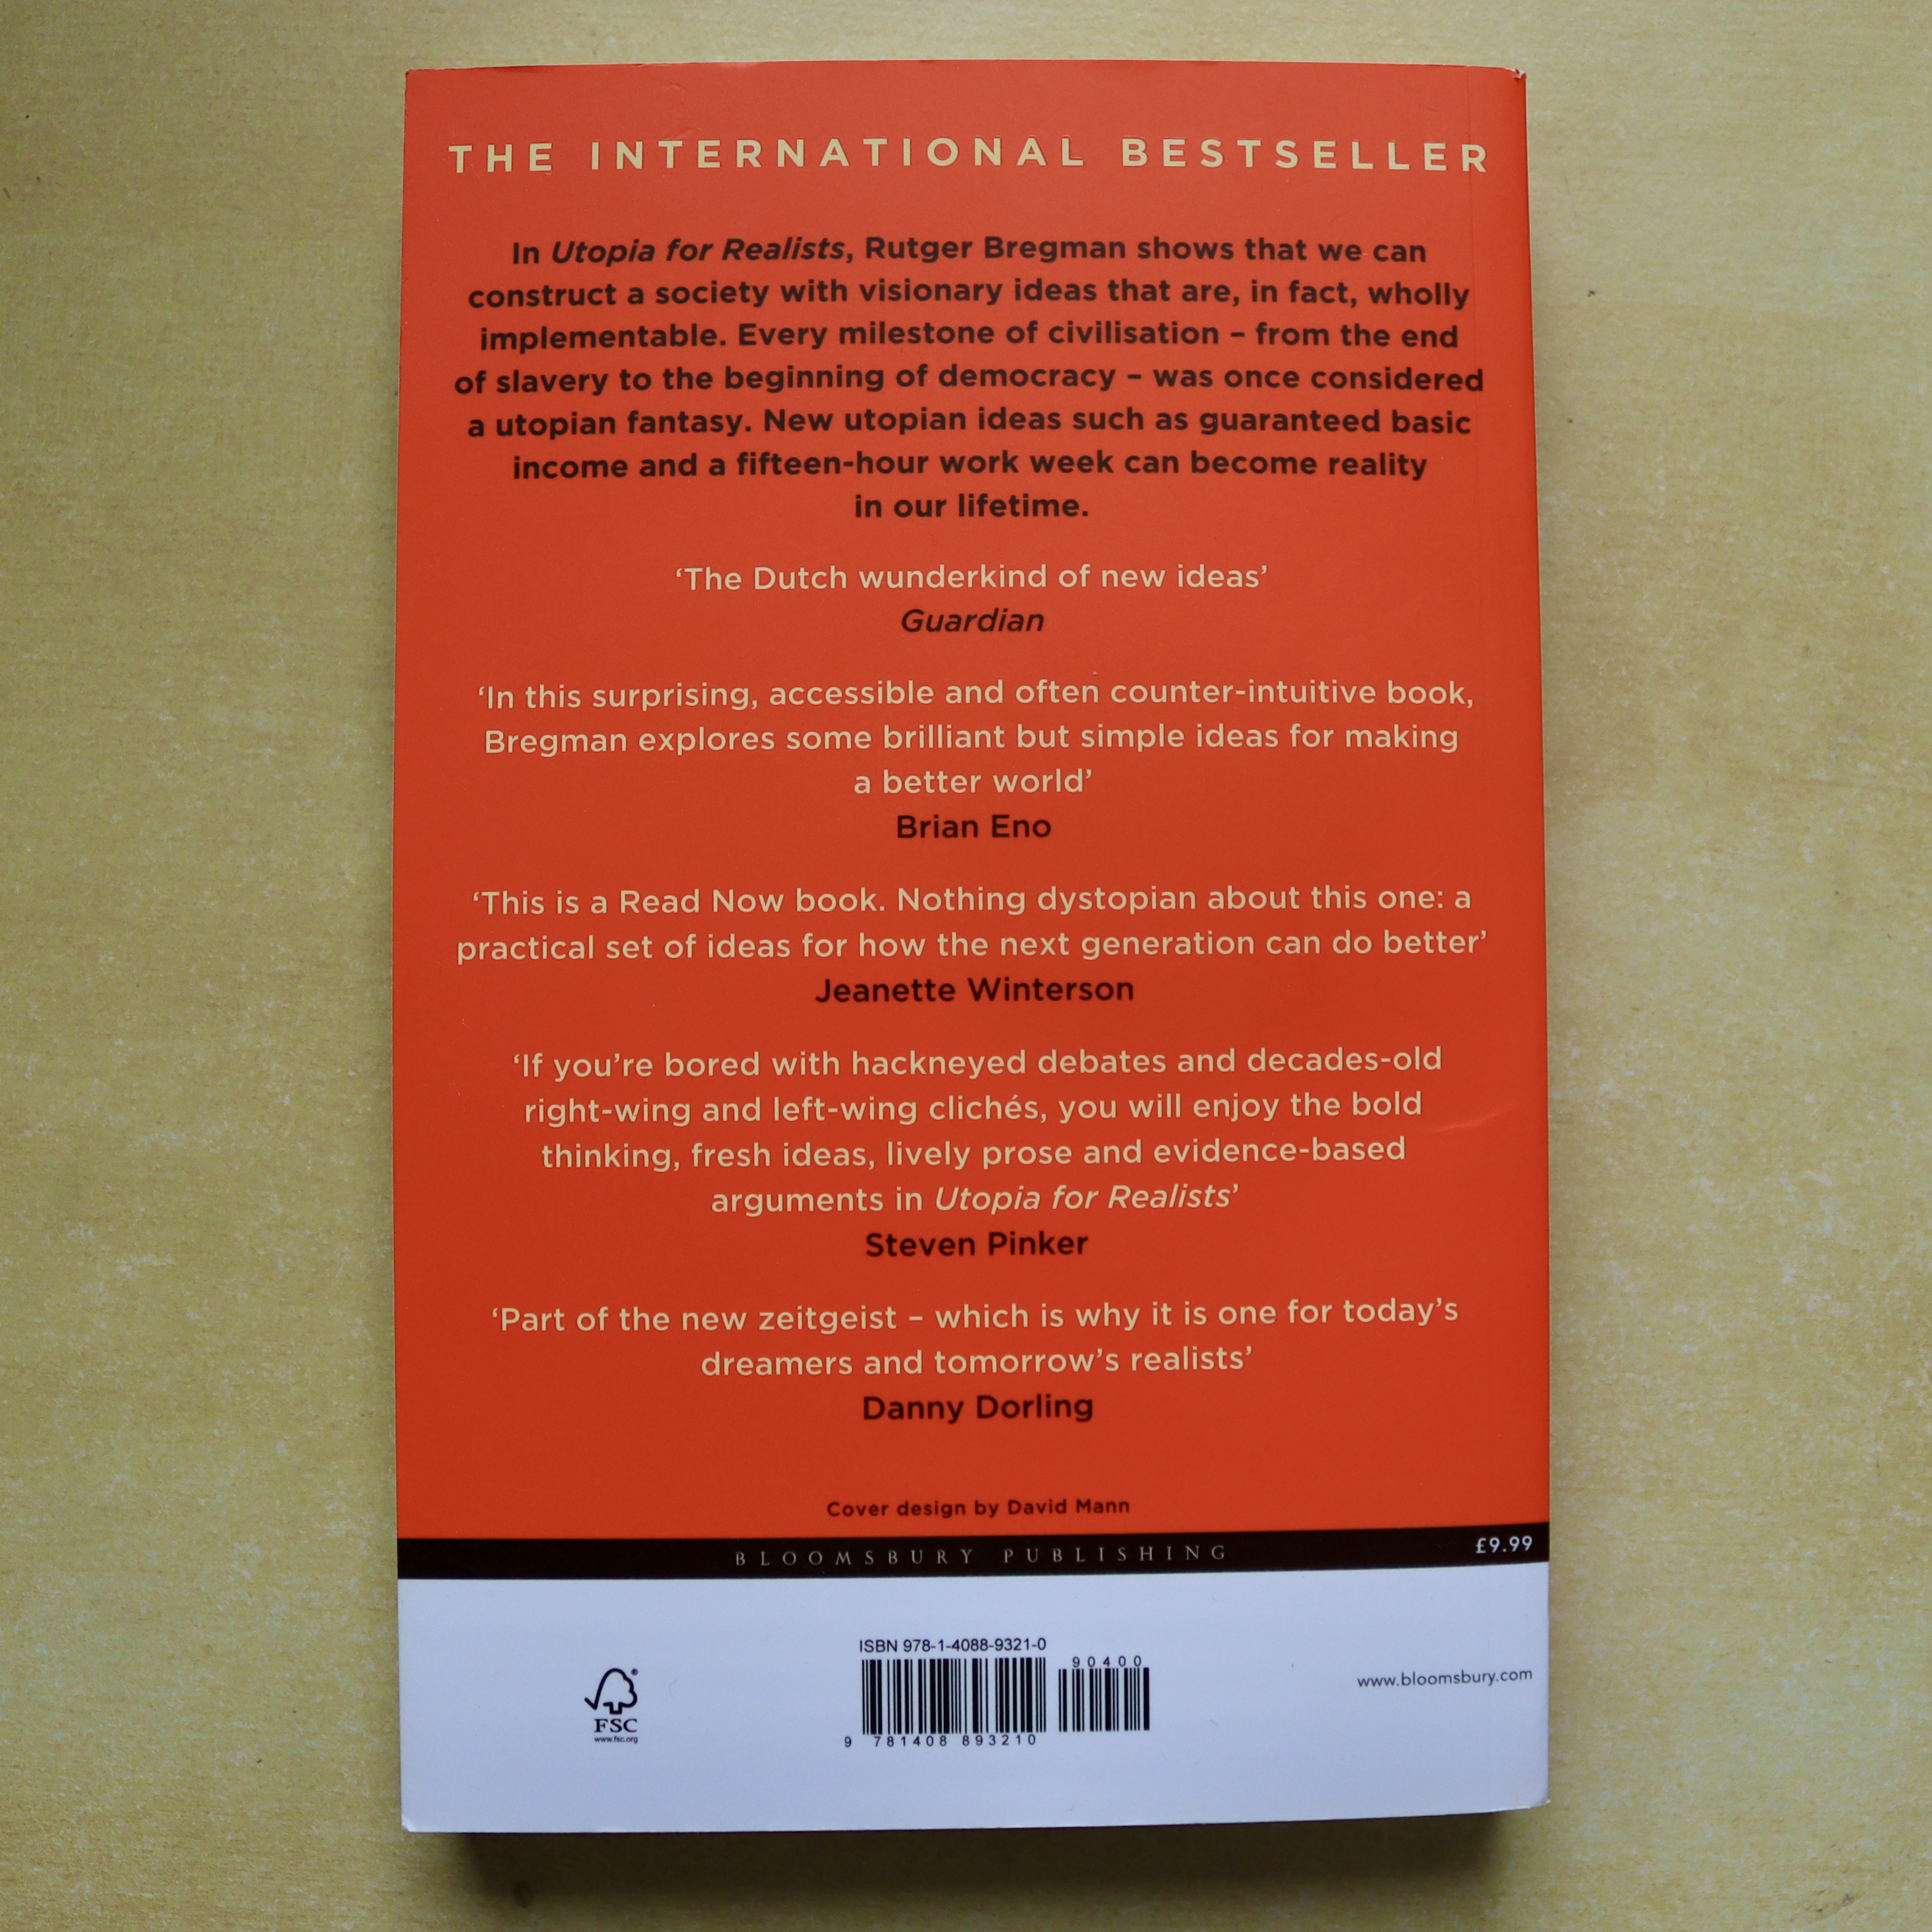 THE INTERNATIONAL BESTSELLER
In Utopia for Realists, Rutger Bregman shows that we can
construct a society with visionary ideas that are, in fact, wholly
implementable. Every milestone of civilisation – from the end
of slavery to the beginning of democracy – was once considered
a utopian fantasy. New utopian ideas such as guaranteed basic
income and a fifteen-hour work week can become reality
in our lifetime.
‘The Dutch wunderkind of new ideas’
Guardian
‘In this surprising, accessible and often counter-intuitive book,
Bregman explores some brilliant but simple ideas for making
a better world’
Brian Eno
‘This is a Read Now book. Nothing dystopian about this one: a
practical set of ideas for how the next generation can do better’
Jeanette Winterson
‘If you’re bored with hackneyed debates and decades-old
right-wing and left-wing clichés, you will enjoy the bold
thinking, fresh ideas, lively prose and evidence-based
arguments in Utopia for Realists’
Steven Pinker
‘Part of the new zeitgeist – which is why it is one for today’s
dreamers and tomorrow’s realists’
Danny Dorling
Cover design by David Mann
BLOOMSBURY PUBLISHING
£9.99
ISBN 978-1-4088-9321-0
90400
9 781408 893210
FSC
www.fsc.org
www.bloomsbury.com